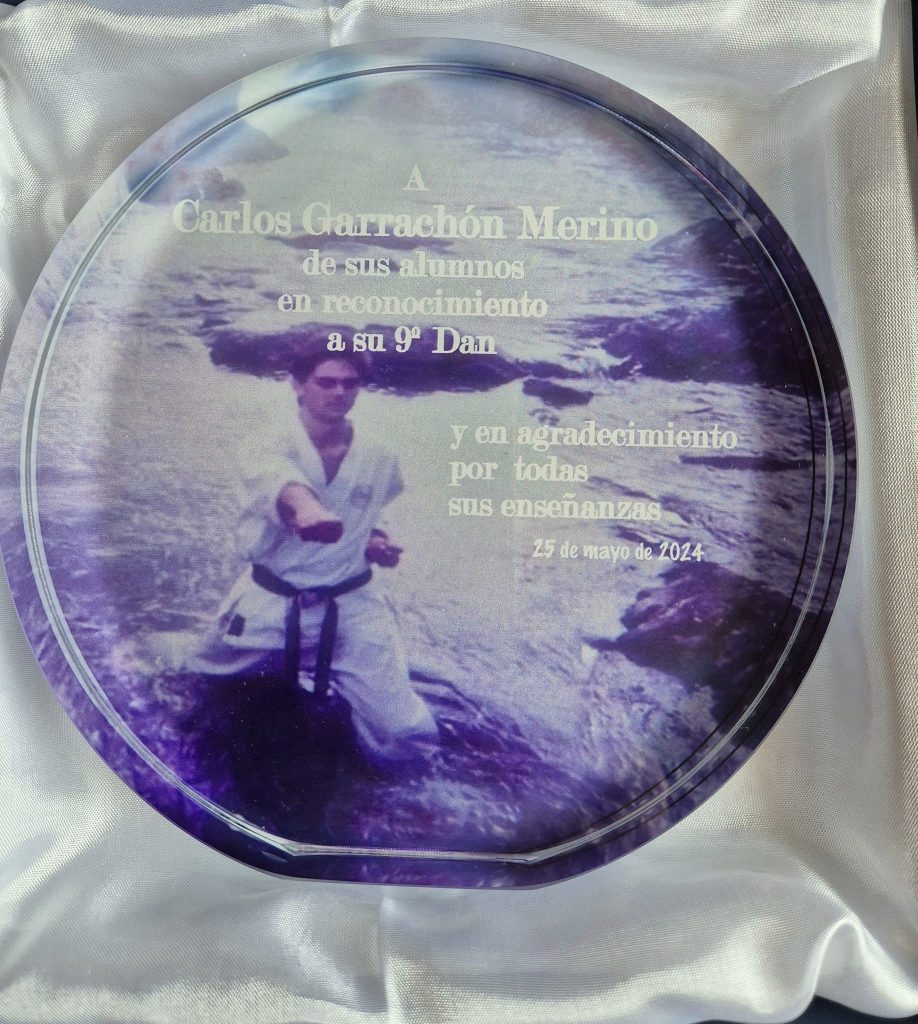 A
Carlos Garrachón Merino
de sus alumnos
en reconocimiento
a su 9º Dan
y en agradecimiento
por todas
sus enseñanzas
25 de mayo de 2024